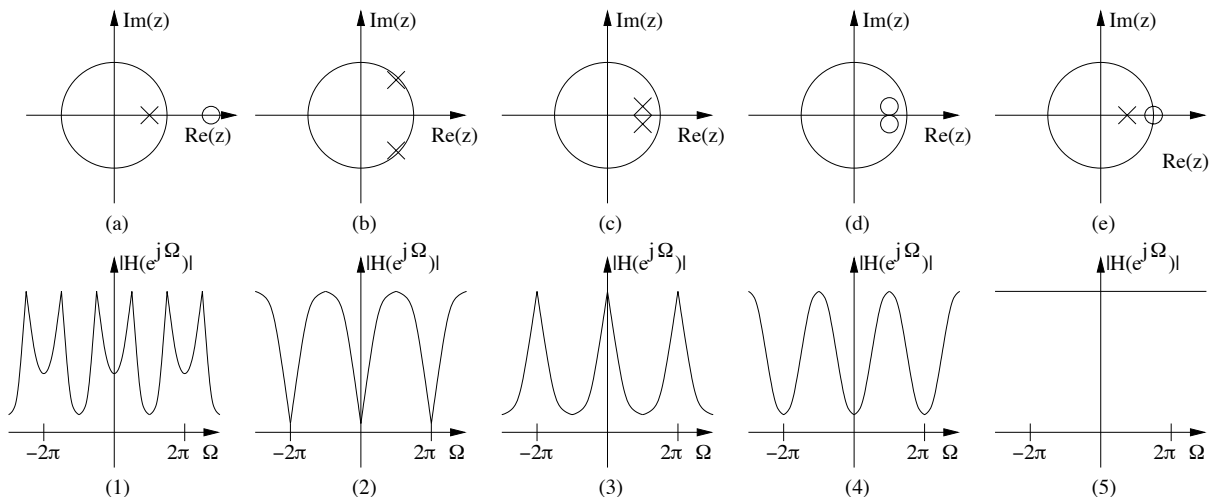 Im(z) Im(z) Im(z) Im(z) Im(z)
Re(z) Re(z) Re(z) Re(z) Re(z)
(a) (b) (c) (d) (e)
|H(e^jΩ)| |H(e^jΩ)| |H(e^jΩ)| |H(e^jΩ)| |H(e^jΩ)|
−2π 2π Ω −2π 2π Ω −2π 2π Ω −2π 2π Ω −2π 2π Ω
(1) (2) (3) (4) (5)